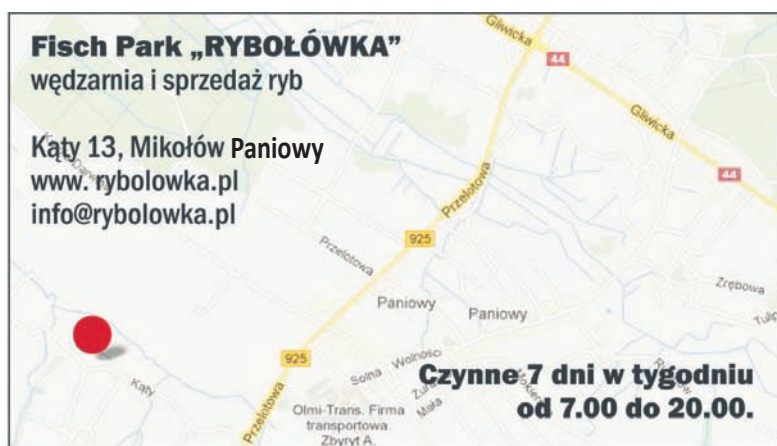 Fisch Park „RYBOŁÓWKA”
wędzarnia i sprzedaż ryb
Kąty 13, Mikołów Paniowy
www. rybolowka.pl
info@rybolowka.pl
Gliwicka
44
Gliwicka
44
Przelotowa
925
Przelotowa
Zrębowa
Paniowy
Paniowy
925
Solna
Wolności
Kąty
Przelotowa
Mała
Olmi-Trans. Firma
transportowa.
Zbyryt A.
Czynne 7 dni w tygodniu
od 7.00 do 20.00.